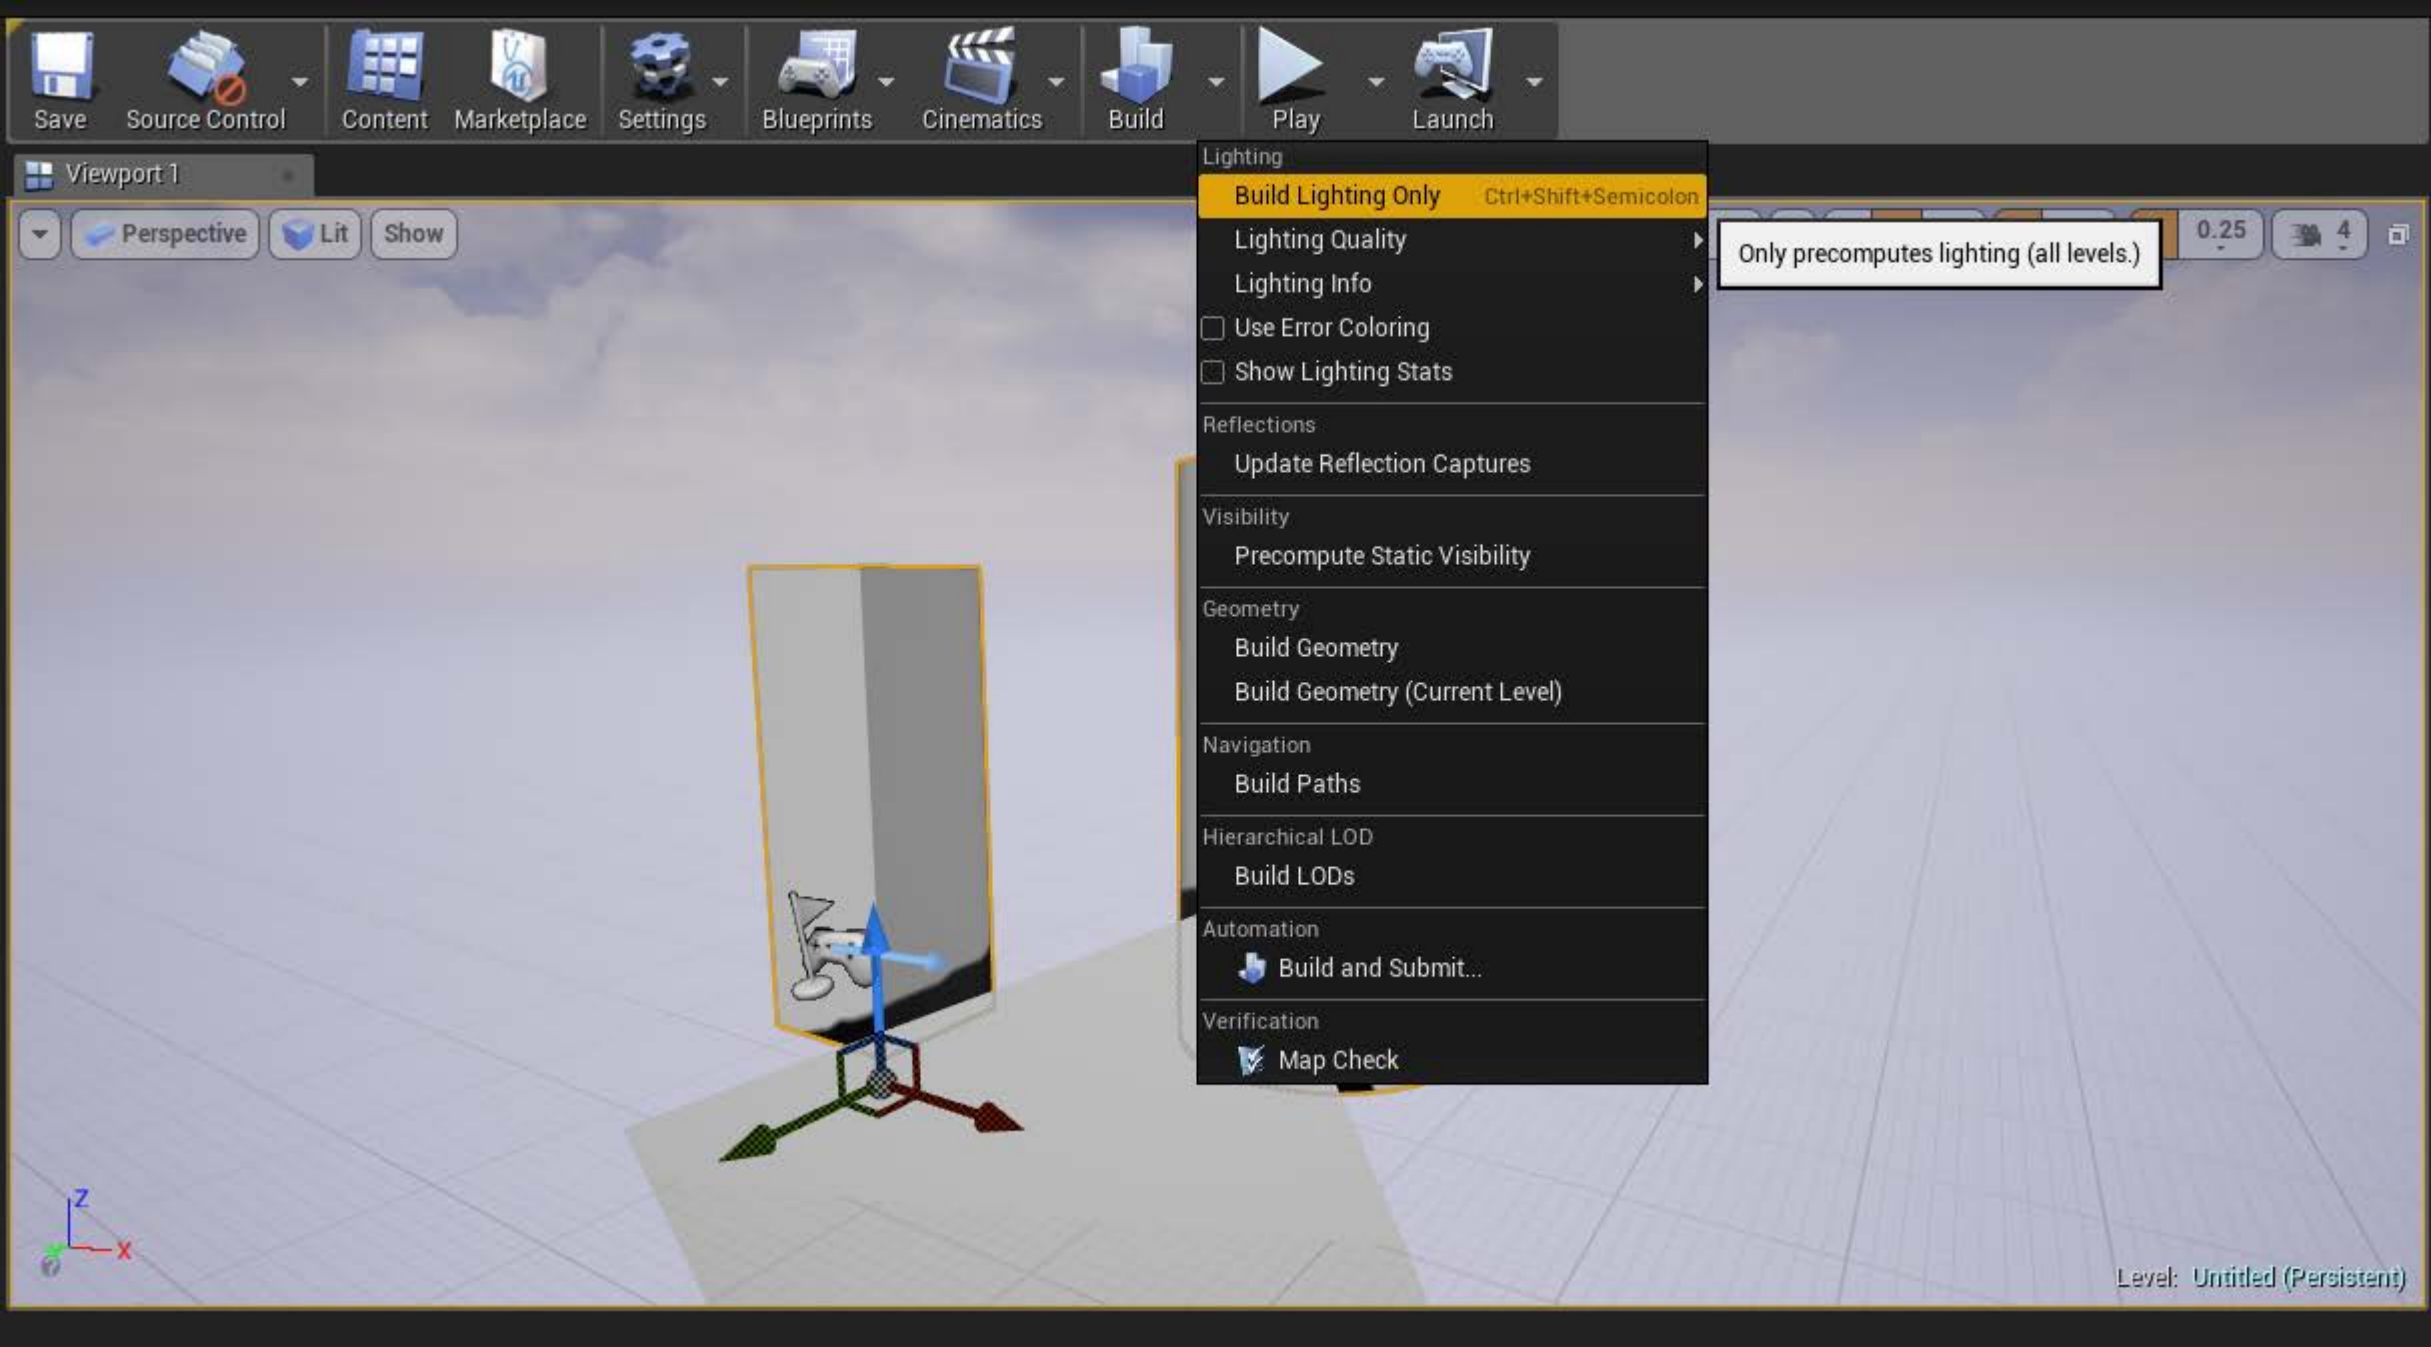 Save
Source Control
Content
Marketplace
Settings
Blueprints
Cinematics
Build
Play
Launch
Viewport 1
Perspective
Lit
Show
0.25
4
Lighting
Build Lighting Only Ctrl+Shift+Semicolon
Lighting Quality
Lighting Info
Use Error Coloring
Show Lighting Stats
Reflections
Update Reflection Captures
Visibility
Precompute Static Visibility
Geometry
Build Geometry
Build Geometry (Current Level)
Navigation
Build Paths
Hierarchical LOD
Build LODs
Automation
Build and Submit...
Verification
Map Check
Only precomputes lighting (all levels.)
Z
X
Level: Untitled (Persistent)